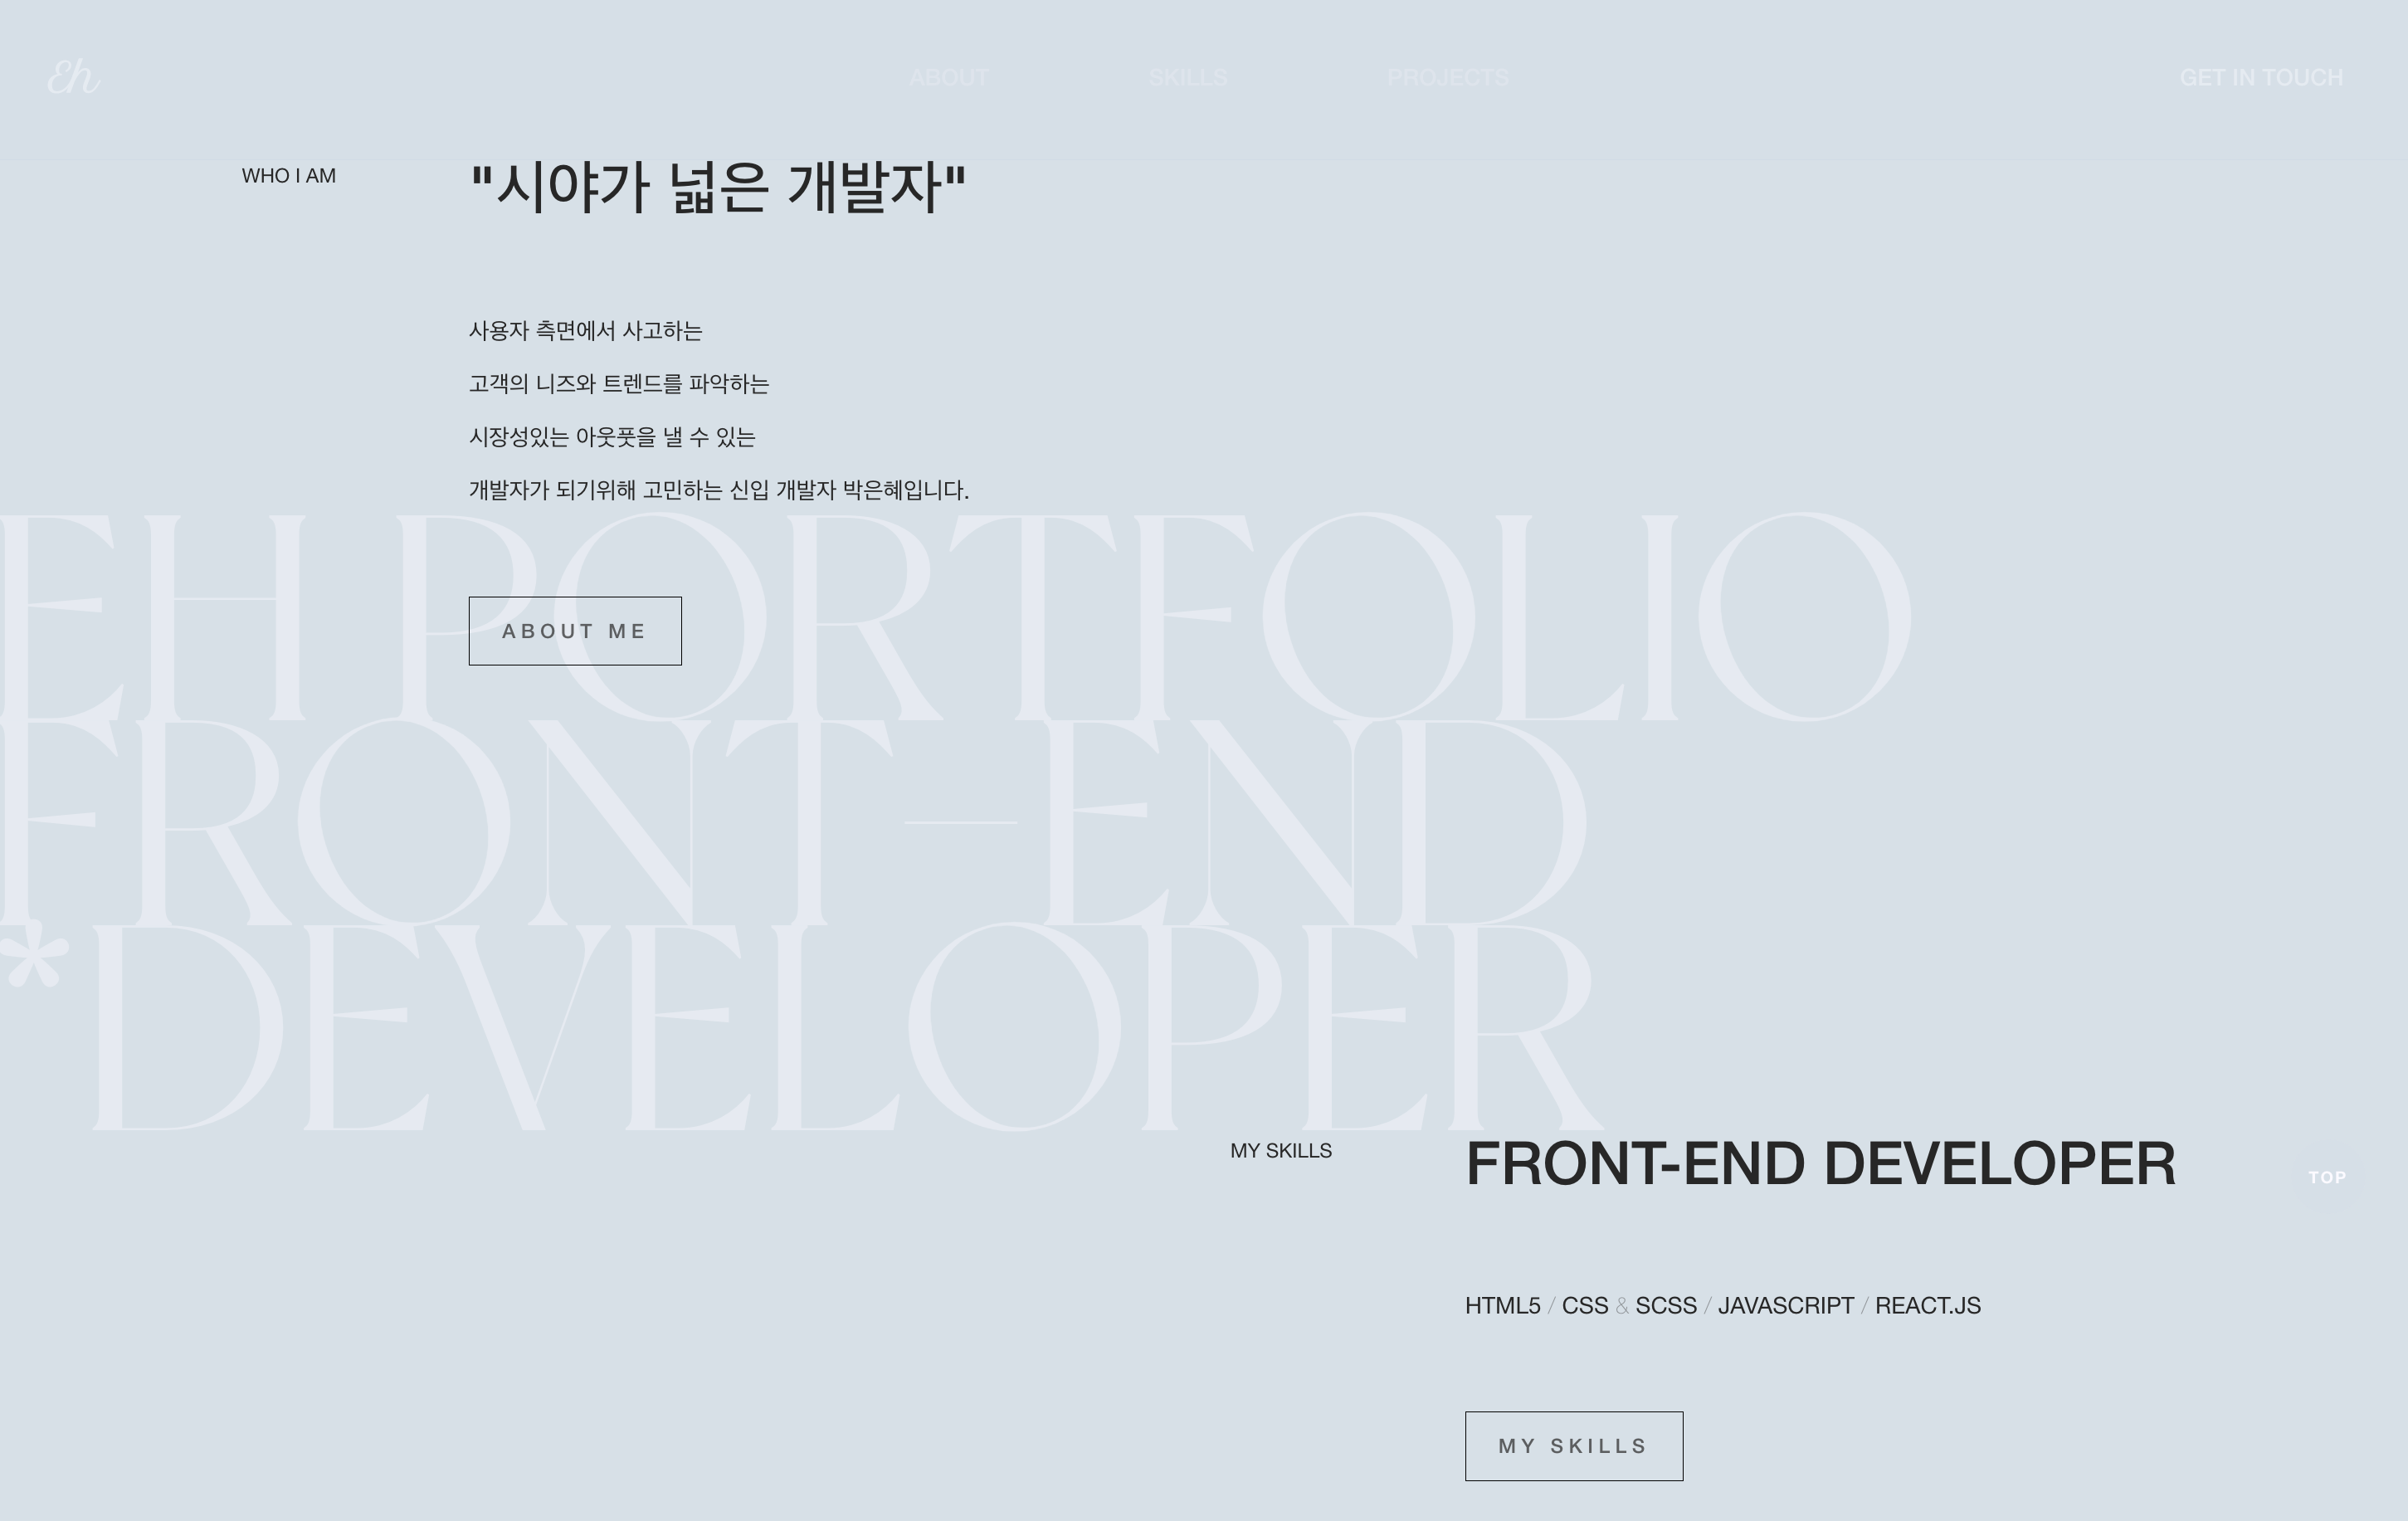 Eh
ABOUT
SKILLS
PROJECTS
GET IN TOUCH
WHO I AM
"시야가 넓은 개발자"
사용자 측면에서 사고하는
고객의 니즈와 트렌드를 파악하는
시장성있는 아웃풋을 낼 수 있는
개발자가 되기위해 고민하는 신입 개발자 박은혜입니다.
EH PORTFOLIO
ABOUT ME
FRONT-END
*DEVELOPER
MY SKILLS
FRONT-END DEVELOPER
TOP
HTML5 / CSS & SCSS / JAVASCRIPT / REACT.JS
MY SKILLS